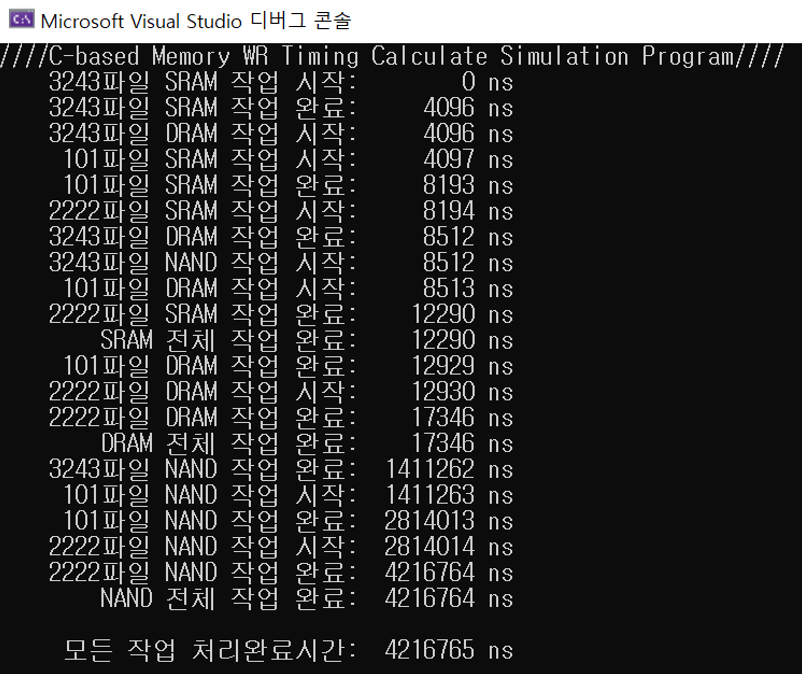 C:\ Microsoft Visual Studio 디버그 콘솔
////C-based Memory WR Timing Calculate Simulation Program////
3243파일 SRAM 작업 시작: 0 ns
3243파일 SRAM 작업 완료: 4096 ns
3243파일 DRAM 작업 시작: 4096 ns
101파일 SRAM 작업 시작: 4097 ns
101파일 SRAM 작업 완료: 8193 ns
2222파일 SRAM 작업 시작: 8194 ns
3243파일 DRAM 작업 완료: 8512 ns
3243파일 NAND 작업 시작: 8512 ns
101파일 DRAM 작업 시작: 8513 ns
2222파일 SRAM 작업 완료: 12290 ns
SRAM 전체 작업 완료: 12290 ns
101파일 DRAM 작업 완료: 12929 ns
2222파일 DRAM 작업 시작: 12930 ns
2222파일 DRAM 작업 완료: 17346 ns
DRAM 전체 작업 완료: 17346 ns
3243파일 NAND 작업 완료: 1411262 ns
101파일 NAND 작업 시작: 1411263 ns
101파일 NAND 작업 완료: 2814013 ns
2222파일 NAND 작업 시작: 2814014 ns
2222파일 NAND 작업 완료: 4216764 ns
NAND 전체 작업 완료: 4216764 ns
모든 작업 처리완료시간: 4216765 ns